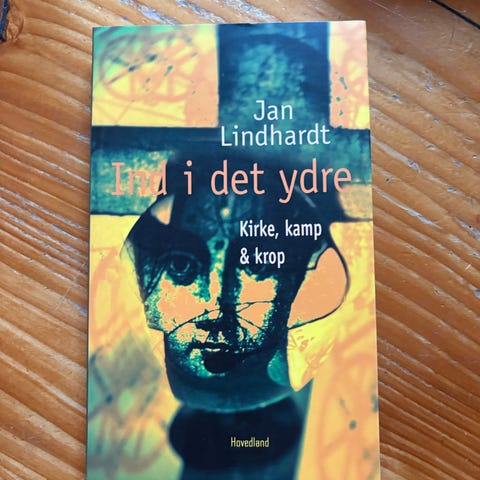 Jan
Lindhardt
Ind i det ydre
Kirke, kamp
& krop
Hovedland